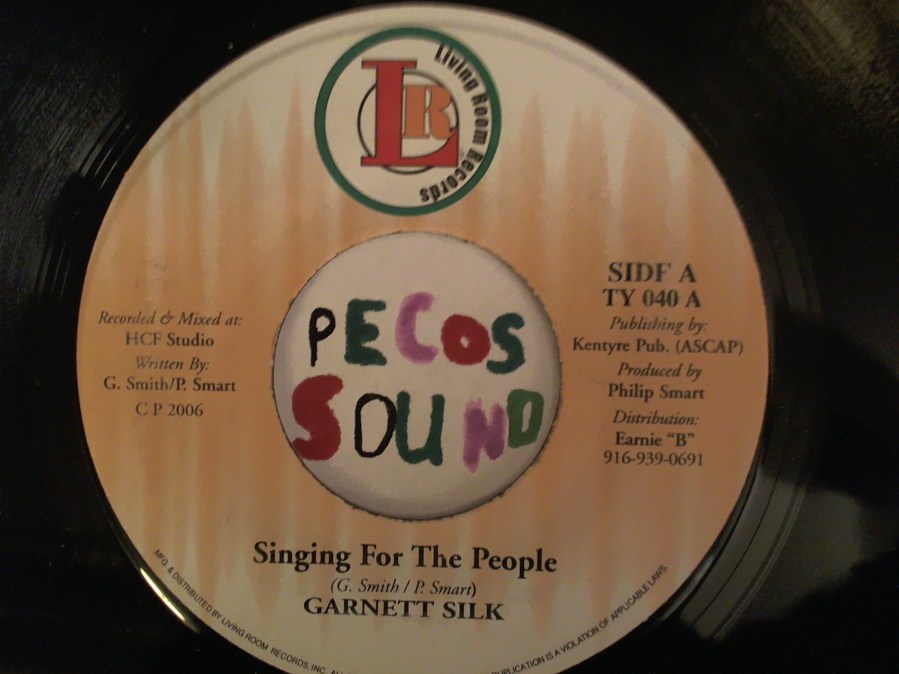 Living Room Records
LR
PECOS
SOUND
Recorded & Mixed at:
HCF Studio
Written By:
G. Smith/P. Smart
C P 2006
SIDE A
TY 040 A
Publishing by:
Kentyre Pub. (ASCAP)
Produced by
Philip Smart
Distribution:
Earnie "B"
916-939-0691
Singing For The People
(G. Smith / P. Smart)
GARNETT SILK
MFG. & DISTRIBUTED BY LIVING ROOM RECORDS, INC.
DUPLICATION IS A VIOLATION OF APPLICABLE LAWS.